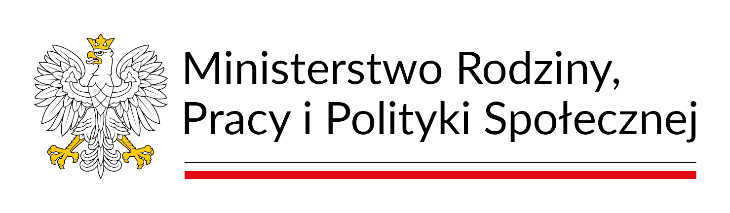 Ministerstwo Rodziny,
Pracy i Polityki Społecznej